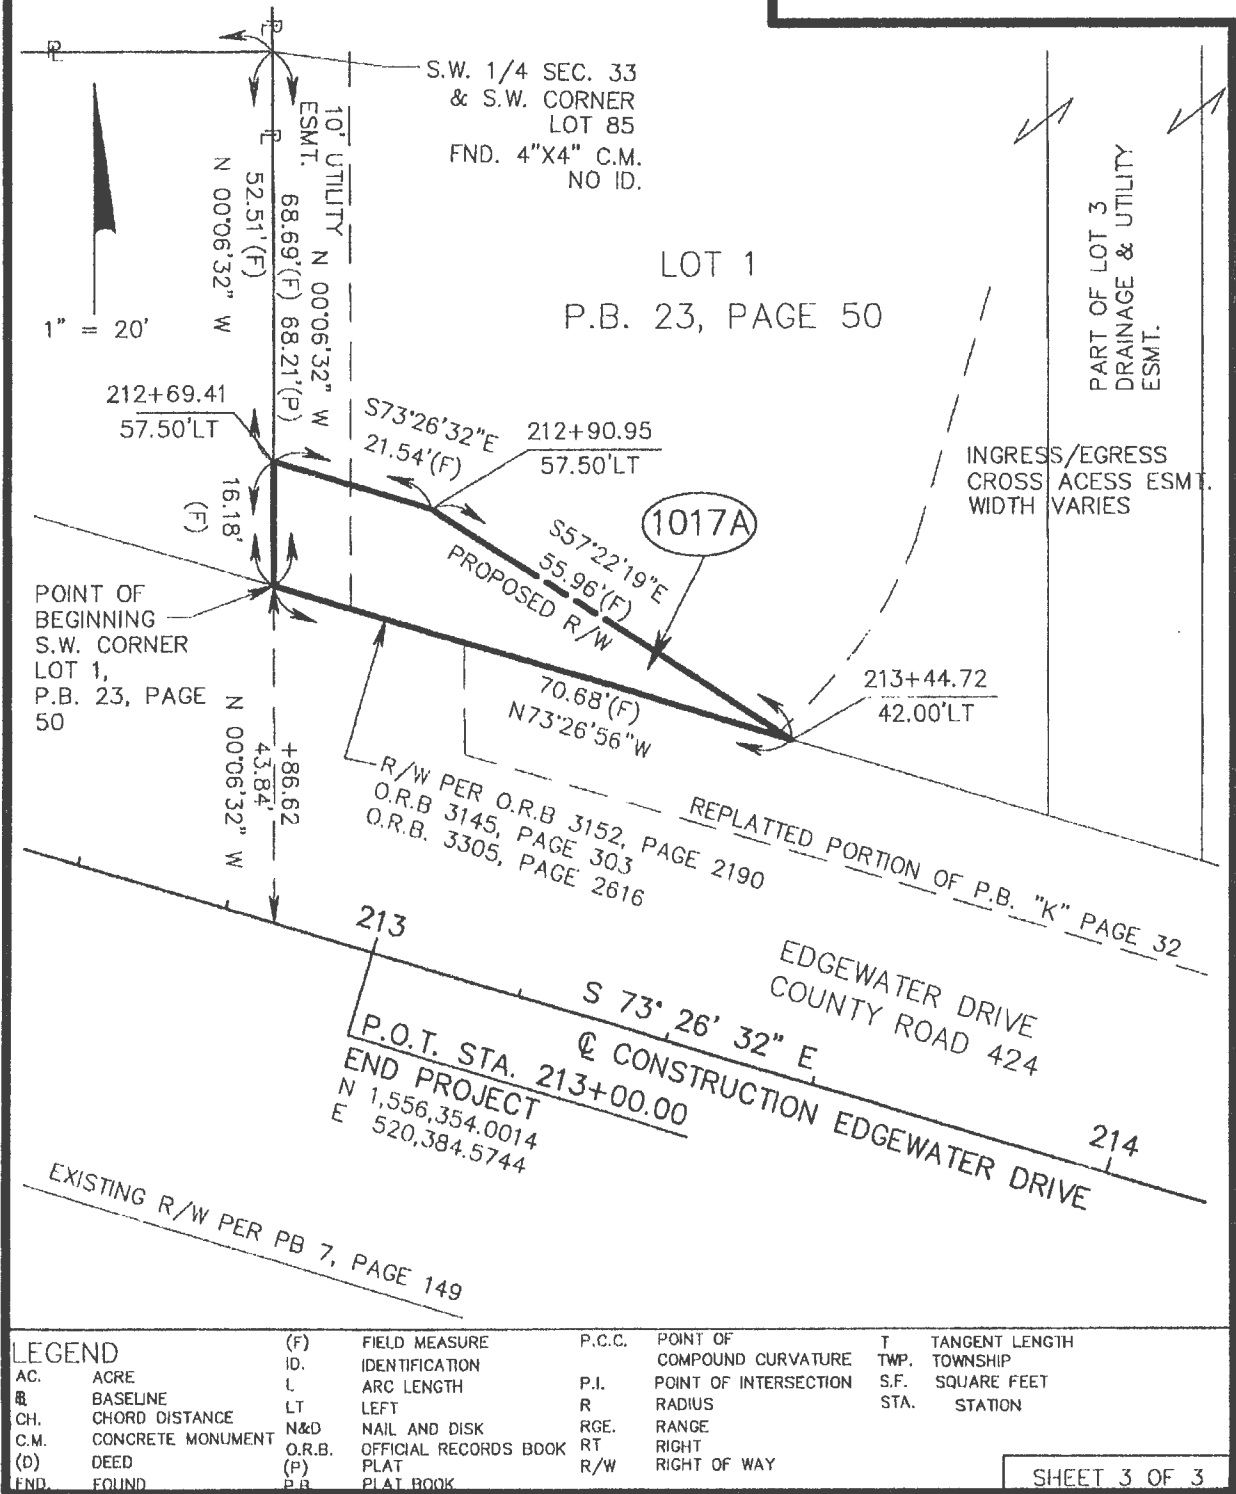 PL
PL
S.W. 1/4 SEC. 33
& S.W. CORNER
LOT 85
FND. 4"X4" C.M.
NO ID.
PL
10' UTILITY
ESMT.
N 00°06'32" W
68.69'(F) 68.21'(P)
52.51'(F)
N 00°06'32" W
1" = 20'
LOT 1
P.B. 23, PAGE 50
PART OF LOT 3
DRAINAGE & UTILITY
ESMT.
212+69.41
57.50'LT
S73°26'32"E
21.54'(F)
212+90.95
57.50'LT
INGRESS/EGRESS
CROSS ACESS ESMT.
WIDTH VARIES
16.18'
(F)
1017A
S57°22'19"E
55.96'(F)
PROPOSED R/W
POINT OF
BEGINNING
S.W. CORNER
LOT 1,
P.B. 23, PAGE
50
213+44.72
42.00'LT
70.68'(F)
N73°26'56"W
+86.62
43.84'
N 00°06'32" W
R/W PER O.R.B 3152, PAGE 2190
O.R.B 3145, PAGE 303
O.R.B. 3305, PAGE 2616
REPLATTED PORTION OF P.B. "K" PAGE 32
213
EDGEWATER DRIVE
COUNTY ROAD 424
S 73° 26' 32" E
℄ CONSTRUCTION EDGEWATER DRIVE
P.O.T. STA. 213+00.00
END PROJECT
N 1,556,354.0014
E 520,384.5744
214
EXISTING R/W PER PB 7, PAGE 149
LEGEND
AC. ACRE
BL BASELINE
CH. CHORD DISTANCE
C.M. CONCRETE MONUMENT
(D) DEED
FND. FOUND
(F) FIELD MEASURE
ID. IDENTIFICATION
L ARC LENGTH
LT LEFT
N&D NAIL AND DISK
O.R.B. OFFICIAL RECORDS BOOK
(P) PLAT
P.B. PLAT BOOK
P.C.C. POINT OF
COMPOUND CURVATURE
P.I. POINT OF INTERSECTION
R RADIUS
RGE. RANGE
RT RIGHT
R/W RIGHT OF WAY
T TANGENT LENGTH
TWP. TOWNSHIP
S.F. SQUARE FEET
STA. STATION
SHEET 3 OF 3